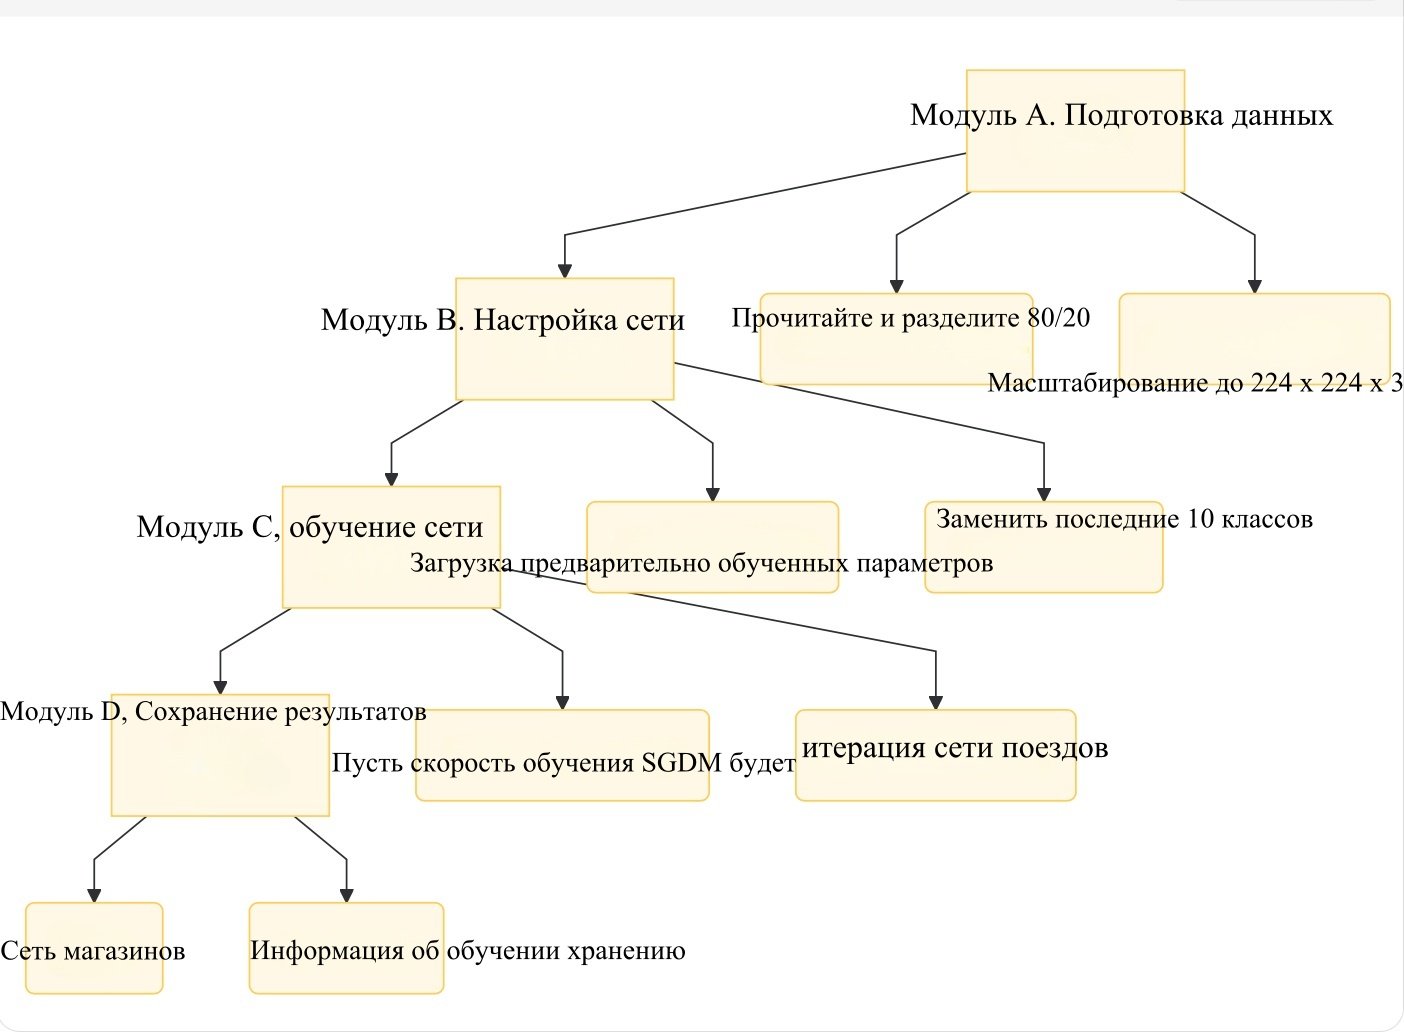 Модуль A. Подготовка данных
Модуль B. Настройка сети
Прочитайте и разделите 80/20
Масштабирование до 224 x 224 x 3
Модуль C, обучение сети
Загрузка предварительно обученных параметров
Заменить последние 10 классов
Модуль D, Сохранение результатов
Пусть скорость обучения SGDM будет
итерация сети поездов
Сеть магазинов
Информация об обучении хранению